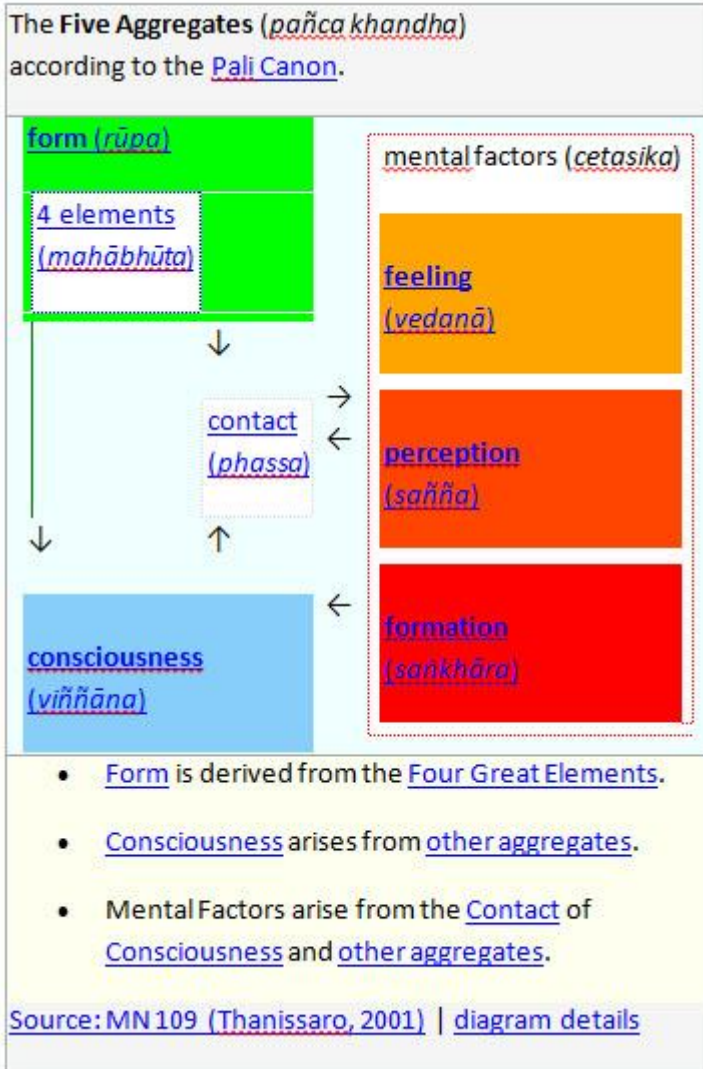 The Five Aggregates (pañca khandha)
according to the Pali Canon.
form (rūpa)
4 elements
(mahābhūta)
↓
contact
(phassa)
→
←
↓
↑
consciousness
(viññāna)
←
mental factors (cetasika)
feeling
(vedanā)
perception
(sañña)
formation
(saṅkhāra)
• Form is derived from the Four Great Elements.
• Consciousness arises from other aggregates.
• Mental Factors arise from the Contact of
Consciousness and other aggregates.
Source: MN 109 (Thanissaro, 2001) | diagram details